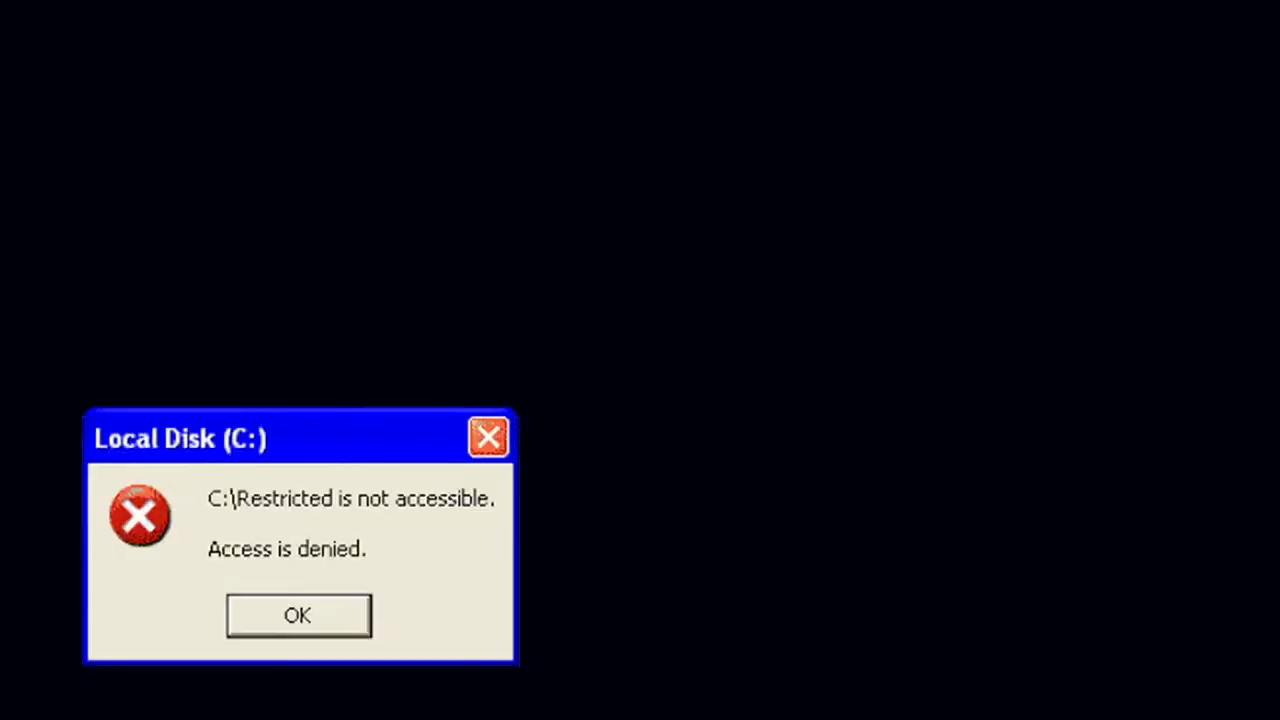 Local Disk (C:)
C:\Restricted is not accessible.
Access is denied.
OK